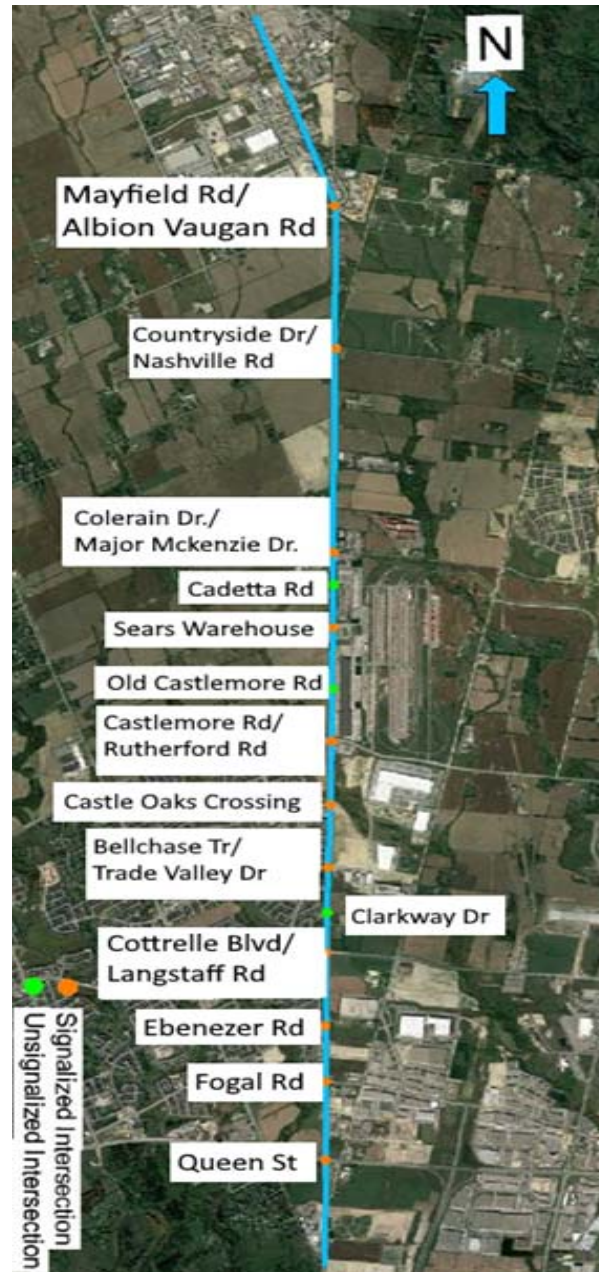 N
Mayfield Rd/
Albion Vaugan Rd
Countryside Dr/
Nashville Rd
Colerain Dr./
Major Mckenzie Dr.
Cadetta Rd
Sears Warehouse
Old Castlemore Rd
Castlemore Rd/
Rutherford Rd
Castle Oaks Crossing
Bellchase Tr/
Trade Valley Dr
Clarkway Dr
Cottrelle Blvd/
Langstaff Rd
Ebenezer Rd
Fogal Rd
Queen St
Signalized Intersection
Unsignalized Intersection